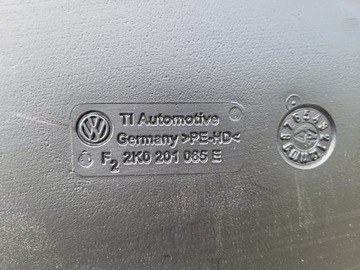 TI Automotive
Germany >PE-HD<
F2 2K0 201 085 E